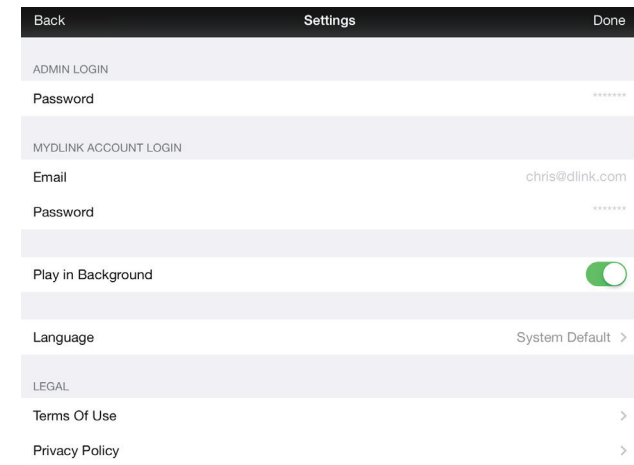 Back Settings Done
ADMIN LOGIN
Password *******
MYDLINK ACCOUNT LOGIN
Email chris@dlink.com
Password *******
Play in Background
Language System Default >
LEGAL
Terms Of Use >
Privacy Policy >